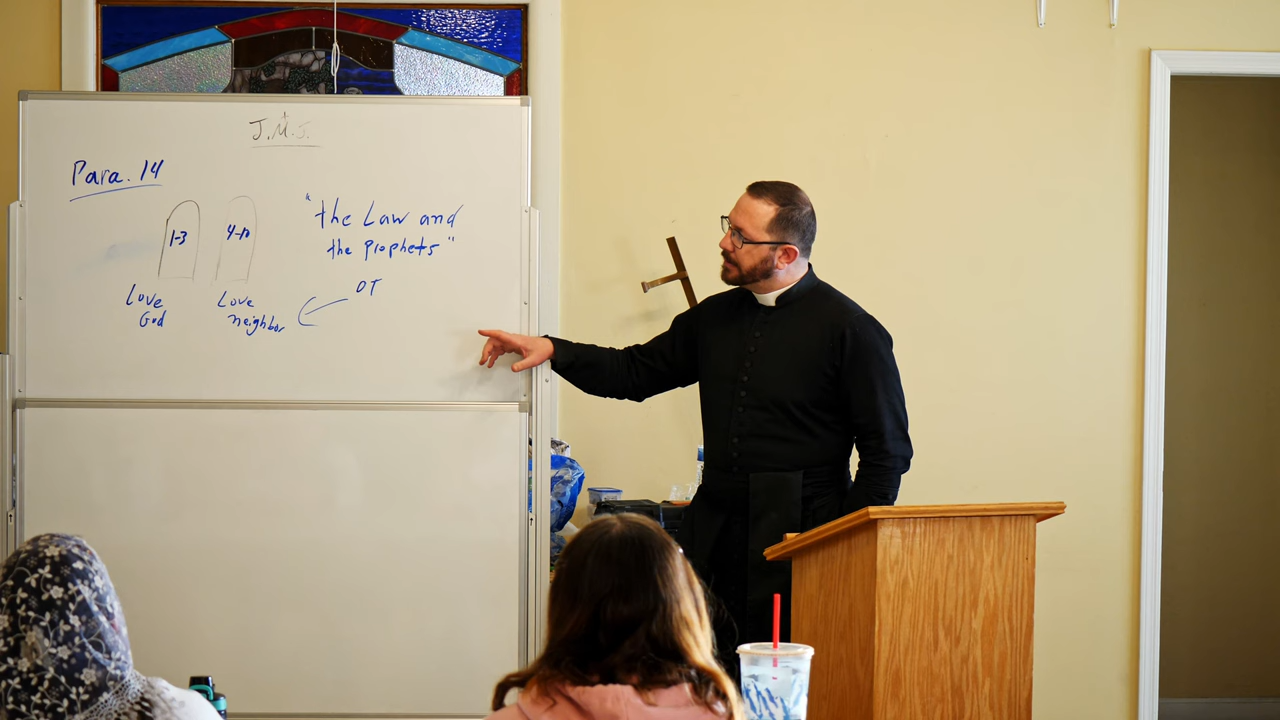 J.M.J.
Para. 14
1-3
4-10
"the Law and
the Prophets"
OT
Love
God
Love
neighbor